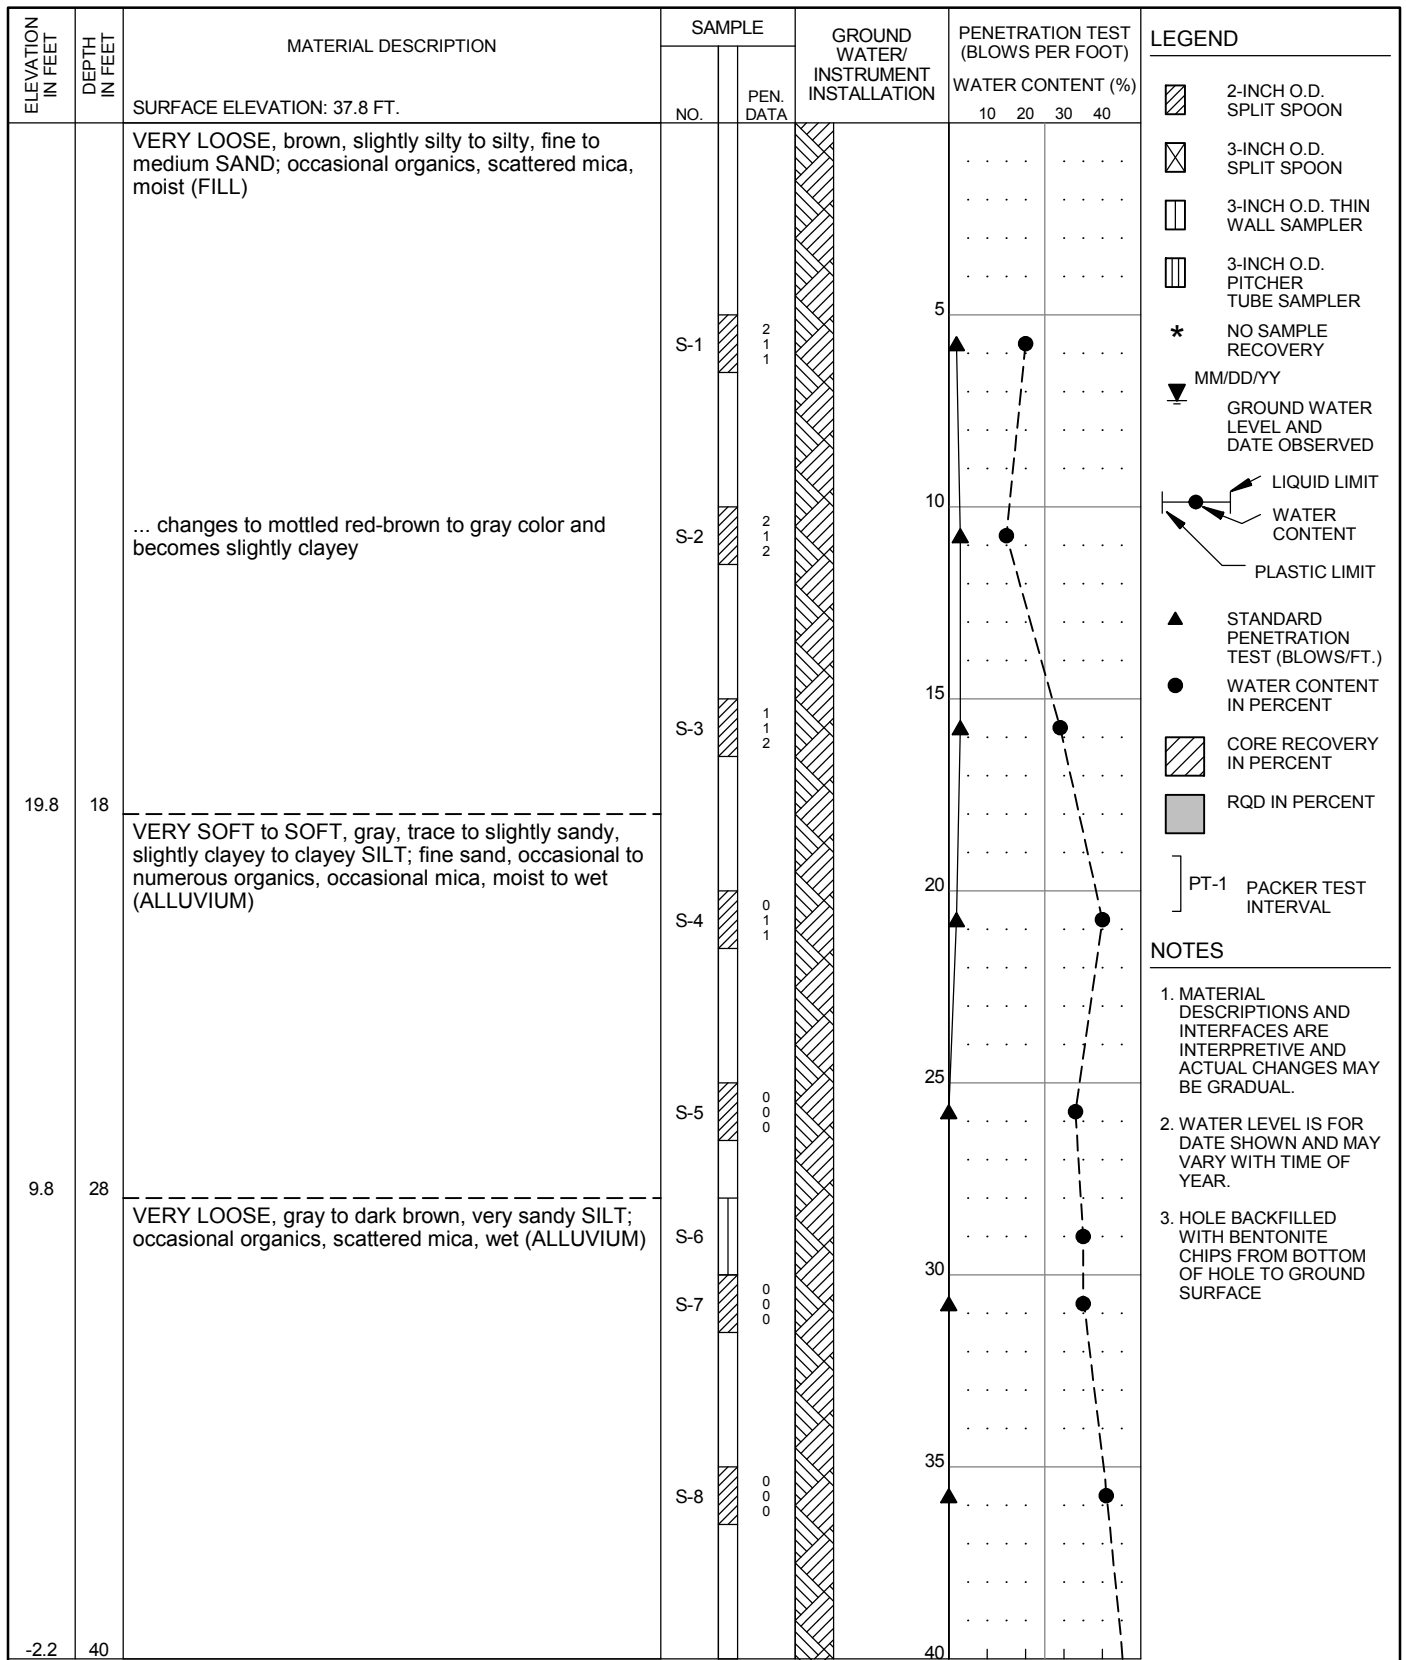 ELEVATION
IN FEET
DEPTH
IN FEET
MATERIAL DESCRIPTION
SURFACE ELEVATION: 37.8 FT.
SAMPLE
NO.
PEN.
DATA
GROUND
WATER/
INSTRUMENT
INSTALLATION
PENETRATION TEST
(BLOWS PER FOOT)
WATER CONTENT (%)
10 20 30 40
VERY LOOSE, brown, slightly silty to silty, fine to
medium SAND; occasional organics, scattered mica,
moist (FILL)
5
S-1
2
1
1
10
... changes to mottled red-brown to gray color and
becomes slightly clayey
S-2
2
1
2
15
S-3
1
1
2
19.8 18
VERY SOFT to SOFT, gray, trace to slightly sandy,
slightly clayey to clayey SILT; fine sand, occasional to
numerous organics, occasional mica, moist to wet
(ALLUVIUM)
20
S-4
0
1
1
25
S-5
0
0
0
9.8 28
VERY LOOSE, gray to dark brown, very sandy SILT;
occasional organics, scattered mica, wet (ALLUVIUM)
S-6
30
S-7
0
0
0
35
S-8
0
0
0
-2.2 40
40
LEGEND
2-INCH O.D.
SPLIT SPOON
3-INCH O.D.
SPLIT SPOON
3-INCH O.D. THIN
WALL SAMPLER
3-INCH O.D.
PITCHER
TUBE SAMPLER
* NO SAMPLE
RECOVERY
MM/DD/YY
GROUND WATER
LEVEL AND
DATE OBSERVED
LIQUID LIMIT
WATER
CONTENT
PLASTIC LIMIT
STANDARD
PENETRATION
TEST (BLOWS/FT.)
WATER CONTENT
IN PERCENT
CORE RECOVERY
IN PERCENT
RQD IN PERCENT
PT-1 PACKER TEST
INTERVAL
NOTES
1. MATERIAL
DESCRIPTIONS AND
INTERFACES ARE
INTERPRETIVE AND
ACTUAL CHANGES MAY
BE GRADUAL.
2. WATER LEVEL IS FOR
DATE SHOWN AND MAY
VARY WITH TIME OF
YEAR.
3. HOLE BACKFILLED
WITH BENTONITE
CHIPS FROM BOTTOM
OF HOLE TO GROUND
SURFACE